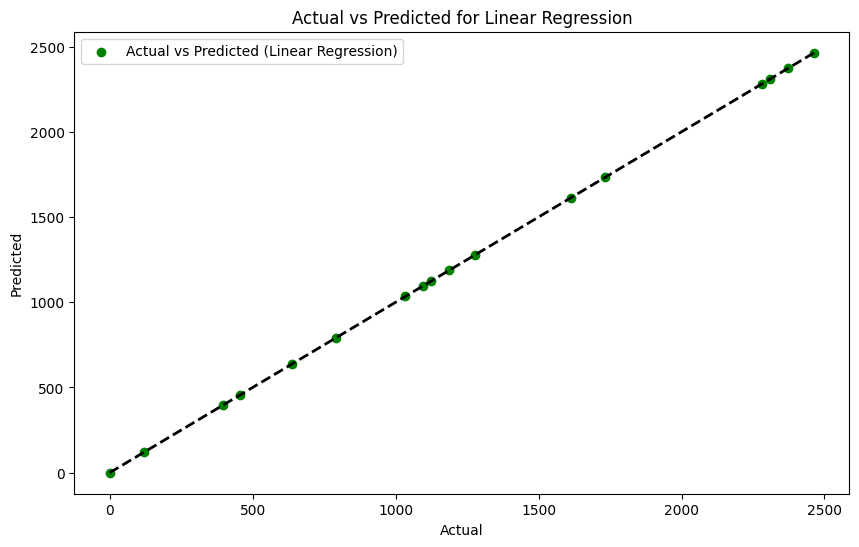 Actual vs Predicted for Linear Regression
Actual vs Predicted (Linear Regression)
2500
2000
1500
1000
500
0
Predicted
0 500 1000 1500 2000 2500
Actual